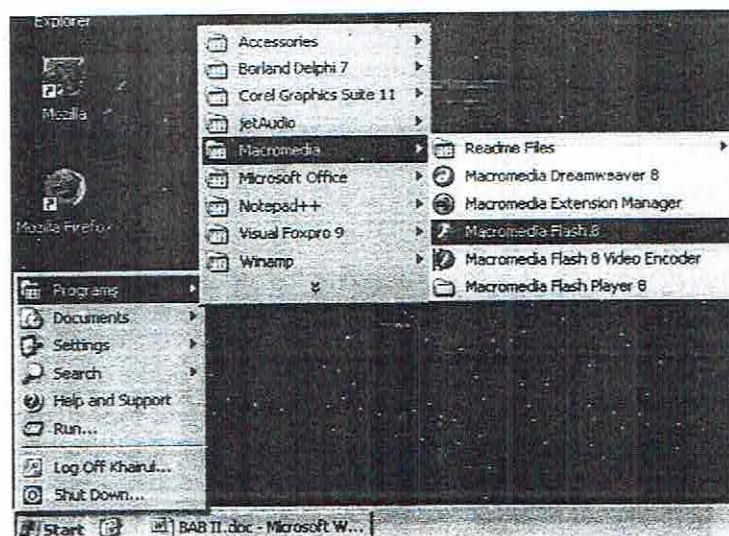 Explorer
Mozilla
Mozilla Firefox
Accessories
Borland Delphi 7
Corel Graphics Suite 11
jetAudio
Macromedia
Microsoft Office
Notepad++
Visual Foxpro 9
Winamp
Readme Files
Macromedia Dreamweaver 8
Macromedia Extension Manager
Macromedia Flash 8
Macromedia Flash 8 Video Encoder
Macromedia Flash Player 8
Programs
Documents
Settings
Search
Help and Support
Run...
Log Off Khairul...
Shut Down...
Start
BAB II.doc - Microsoft W...